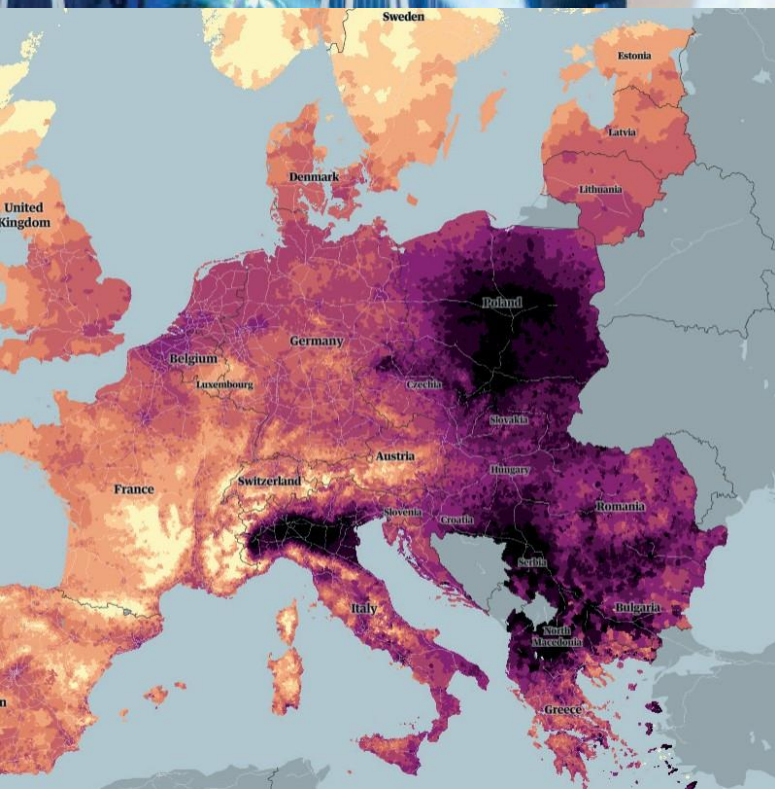 Sweden
Estonia
Latvia
Denmark
Lithuania
United
Kingdom
Poland
Germany
Belgium
Luxembourg
Czechia
Slovakia
Austria
Hungary
Switzerland
France
Slovenia
Croatia
Romania
Serbia
Italy
Bulgaria
North
Macedonia
n
Greece